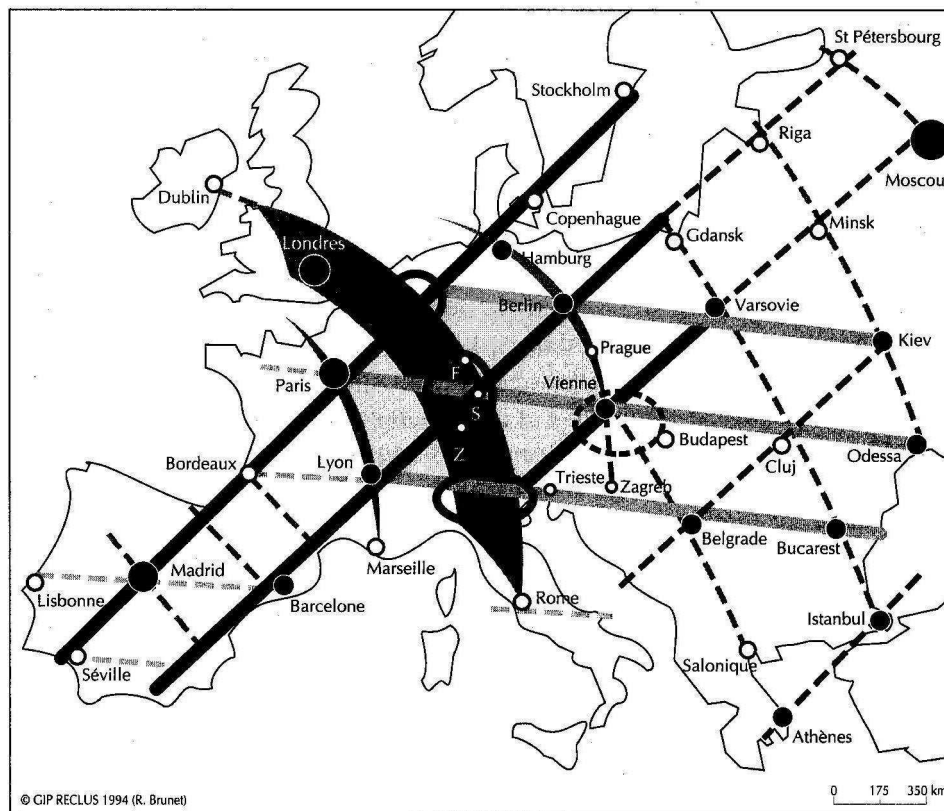 St Pétersbourg
Stockholm
Riga
Moscou
Dublin
Copenhague
Minsk
Gdansk
Londres
Hamburg
Berlin
Varsovie
Kiev
Prague
F
Paris
Vienne
S
Budapest
Z
Cluj
Odessa
Bordeaux
Lyon
Trieste
Zagreb
Belgrade
Bucarest
Marseille
Madrid
Lisbonne
Barcelone
Rome
Istanbul
Séville
Salonique
Athènes
© GIP RECLUS 1994 (R. Brunet)
0 175 350 km